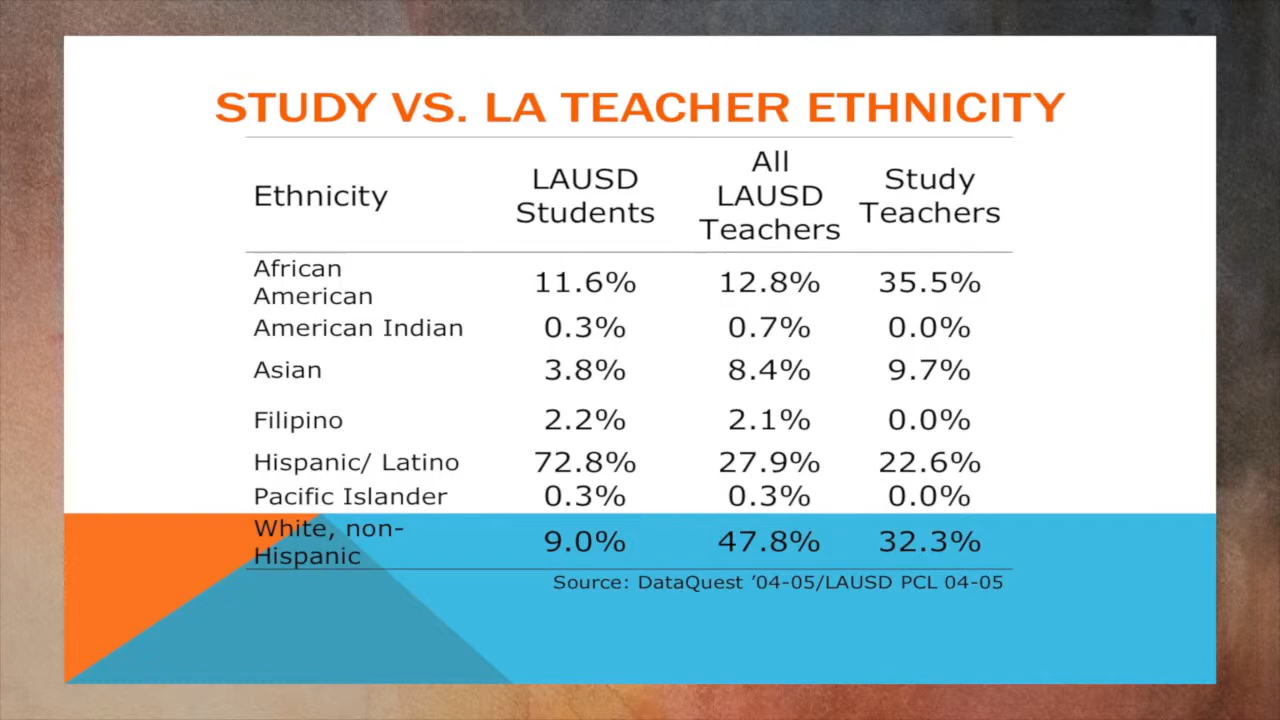 STUDY VS. LA TEACHER ETHNICITY
Ethnicity LAUSD Students All LAUSD Teachers Study Teachers
African American 11.6% 12.8% 35.5%
American Indian 0.3% 0.7% 0.0%
Asian 3.8% 8.4% 9.7%
Filipino 2.2% 2.1% 0.0%
Hispanic/ Latino 72.8% 27.9% 22.6%
Pacific Islander 0.3% 0.3% 0.0%
White, non-Hispanic 9.0% 47.8% 32.3%
Source: DataQuest ’04-05/LAUSD PCL 04-05